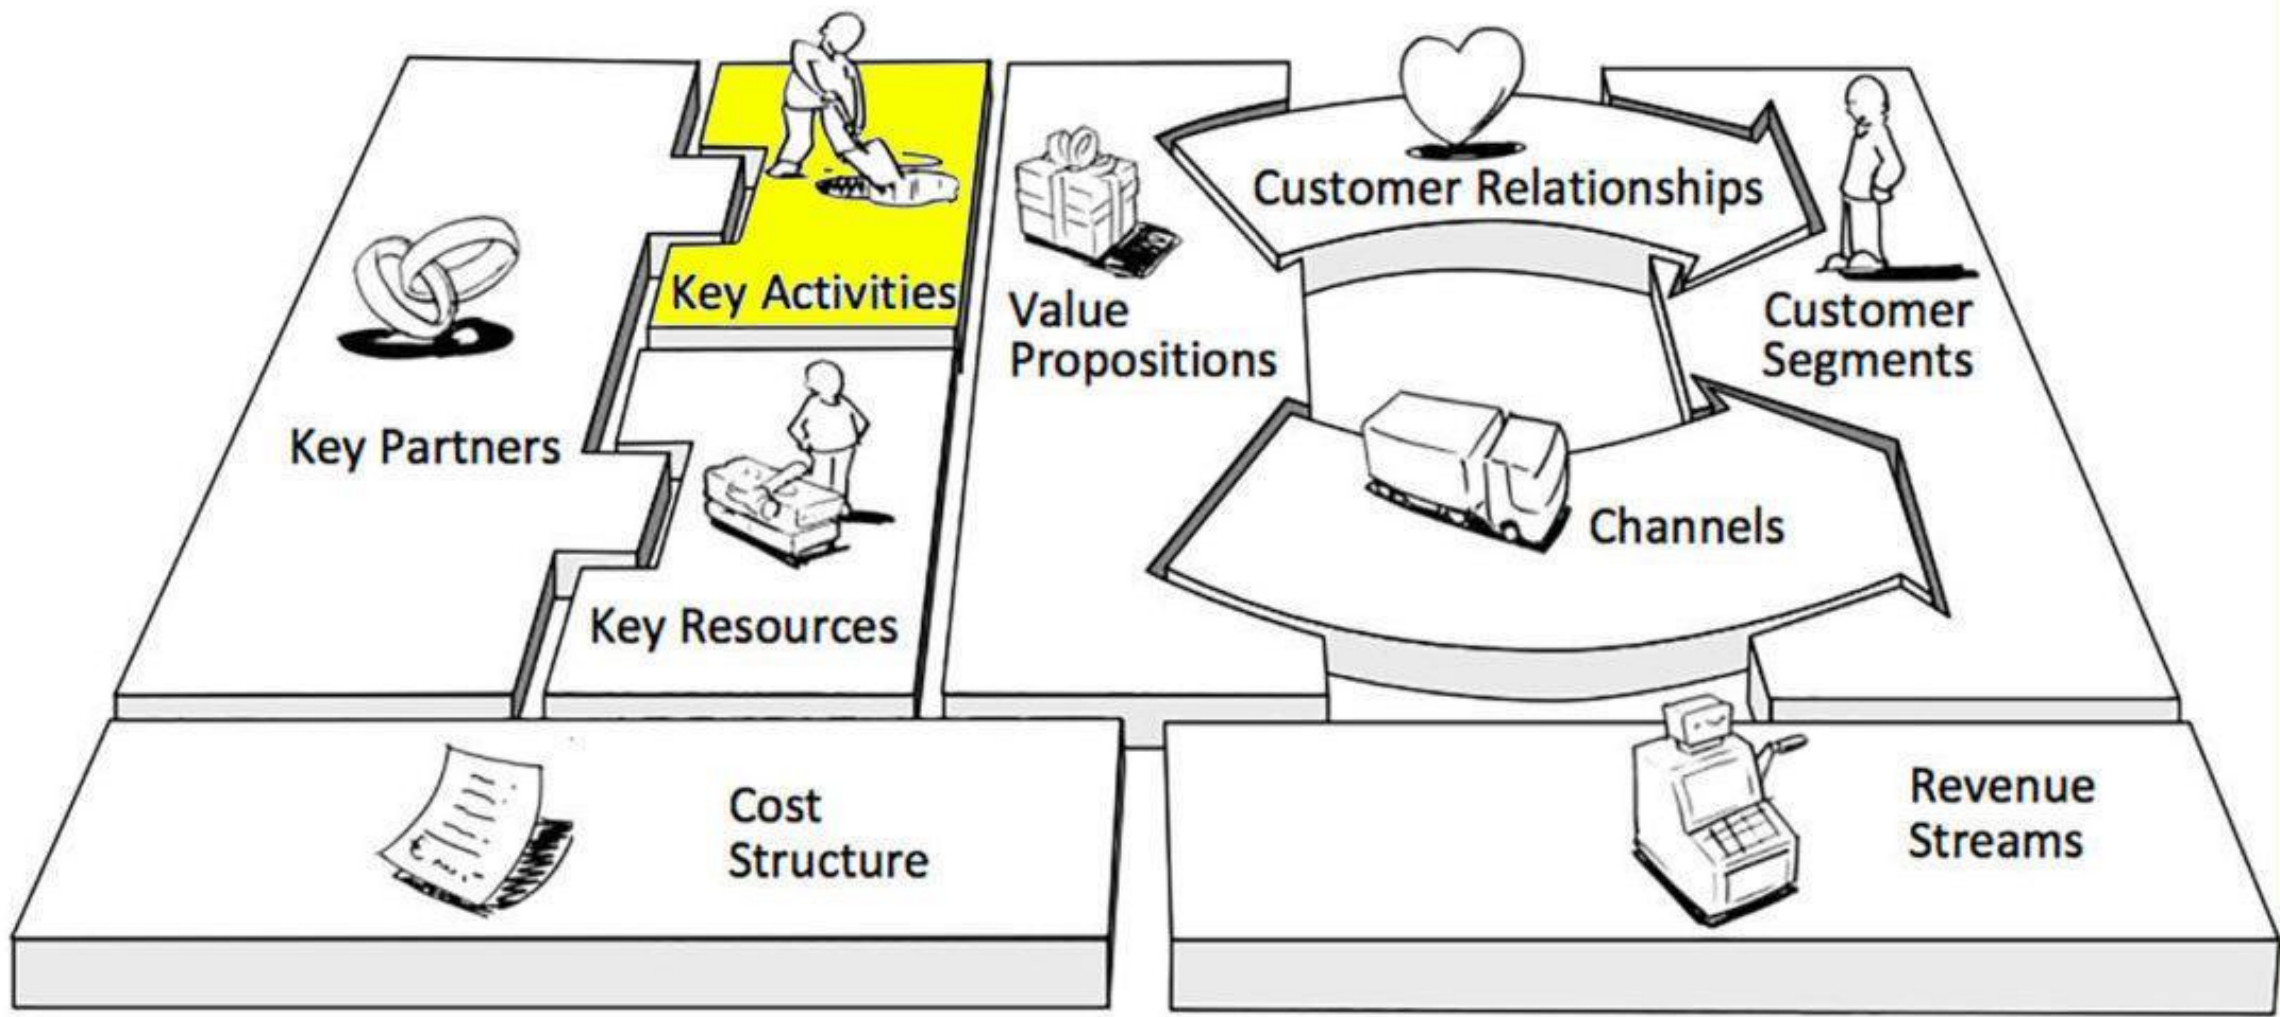 Customer Relationships
Key Activities
Value
Propositions
Customer
Segments
Key Partners
Channels
Key Resources
Cost
Structure
Revenue
Streams